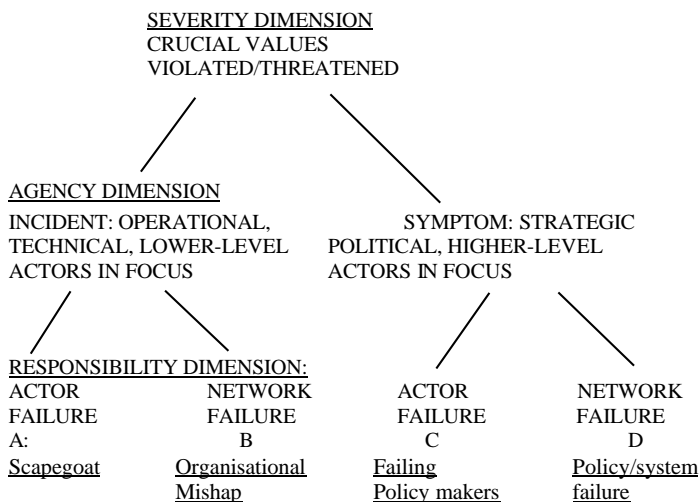 SEVERITY DIMENSION
CRUCIAL VALUES
VIOLATED/THREATENED
AGENCY DIMENSION
INCIDENT: OPERATIONAL, SYMPTOM: STRATEGIC
TECHNICAL, LOWER-LEVEL POLITICAL, HIGHER-LEVEL
ACTORS IN FOCUS ACTORS IN FOCUS
RESPONSIBILITY DIMENSION:
ACTOR NETWORK ACTOR NETWORK
FAILURE FAILURE FAILURE FAILURE
A: B C D
Scapegoat Organisational Failing Policy/system
Mishap Policy makers failure